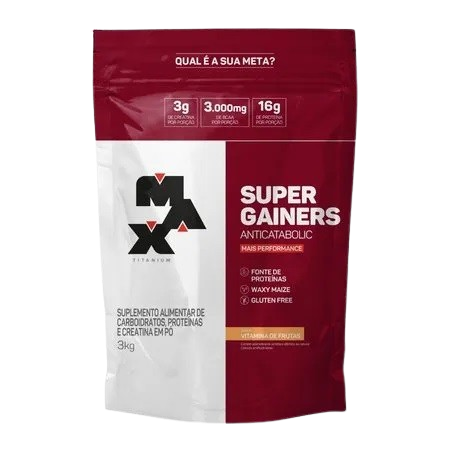 QUAL É A SUA META?
3g
DE CREATINA
POR PORÇÃO
3.000mg
DE BCAA
POR PORÇÃO
16g
DE PROTEÍNA
POR PORÇÃO
MAX
TITANIUM
SUPER
GAINERS
ANTICATABOLIC
MAIS PERFORMANCE
FONTE DE
PROTEÍNAS
WAXY MAIZE
GLUTEN FREE
SUPLEMENTO ALIMENTAR DE
CARBOIDRATOS, PROTEÍNAS
E CREATINA EM PÓ
3kg
VITAMINA DE FRUTAS